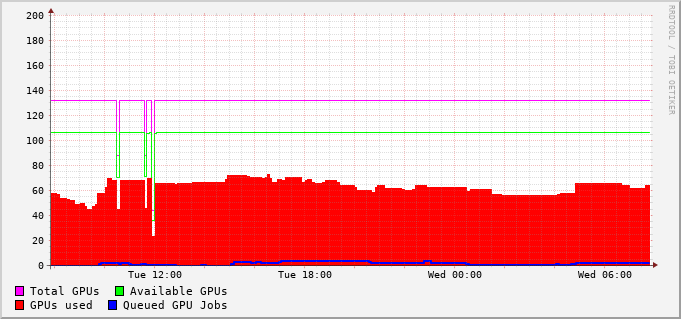 RRDTOOL / TOBI OETIKER
200
180
160
140
120
100
80
60
40
20
0
Tue 12:00 Tue 18:00 Wed 00:00 Wed 06:00
Total GPUs Available GPUs
GPUs used Queued GPU Jobs